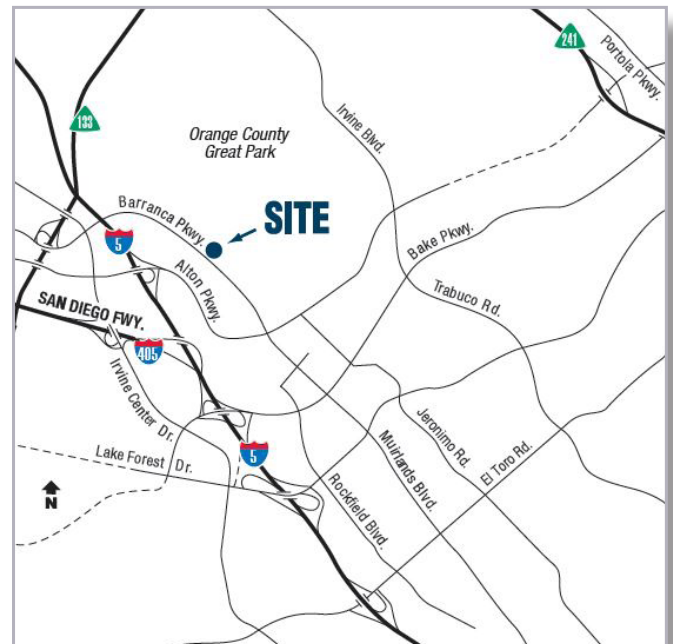 241
Portola Pkwy.
133
Orange County
Great Park
Irvine Blvd.
Barranca Pkwy.
SITE
5
Alton Pkwy.
Bake Pkwy.
Trabuco Rd.
SAN DIEGO FWY.
405
Irvine Center Dr.
Lake Forest Dr.
5
Jeronimo Rd.
Muirlands Blvd.
El Toro Rd.
Rockfield Blvd.
N